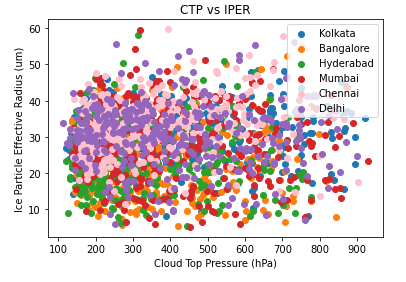 CTP vs IPER
60
50
40
30
20
10
Ice Particle Effective Radius (um)
Kolkata
Bangalore
Hyderabad
Mumbai
Chennai
Delhi
100 200 300 400 500 600 700 800 900
Cloud Top Pressure (hPa)